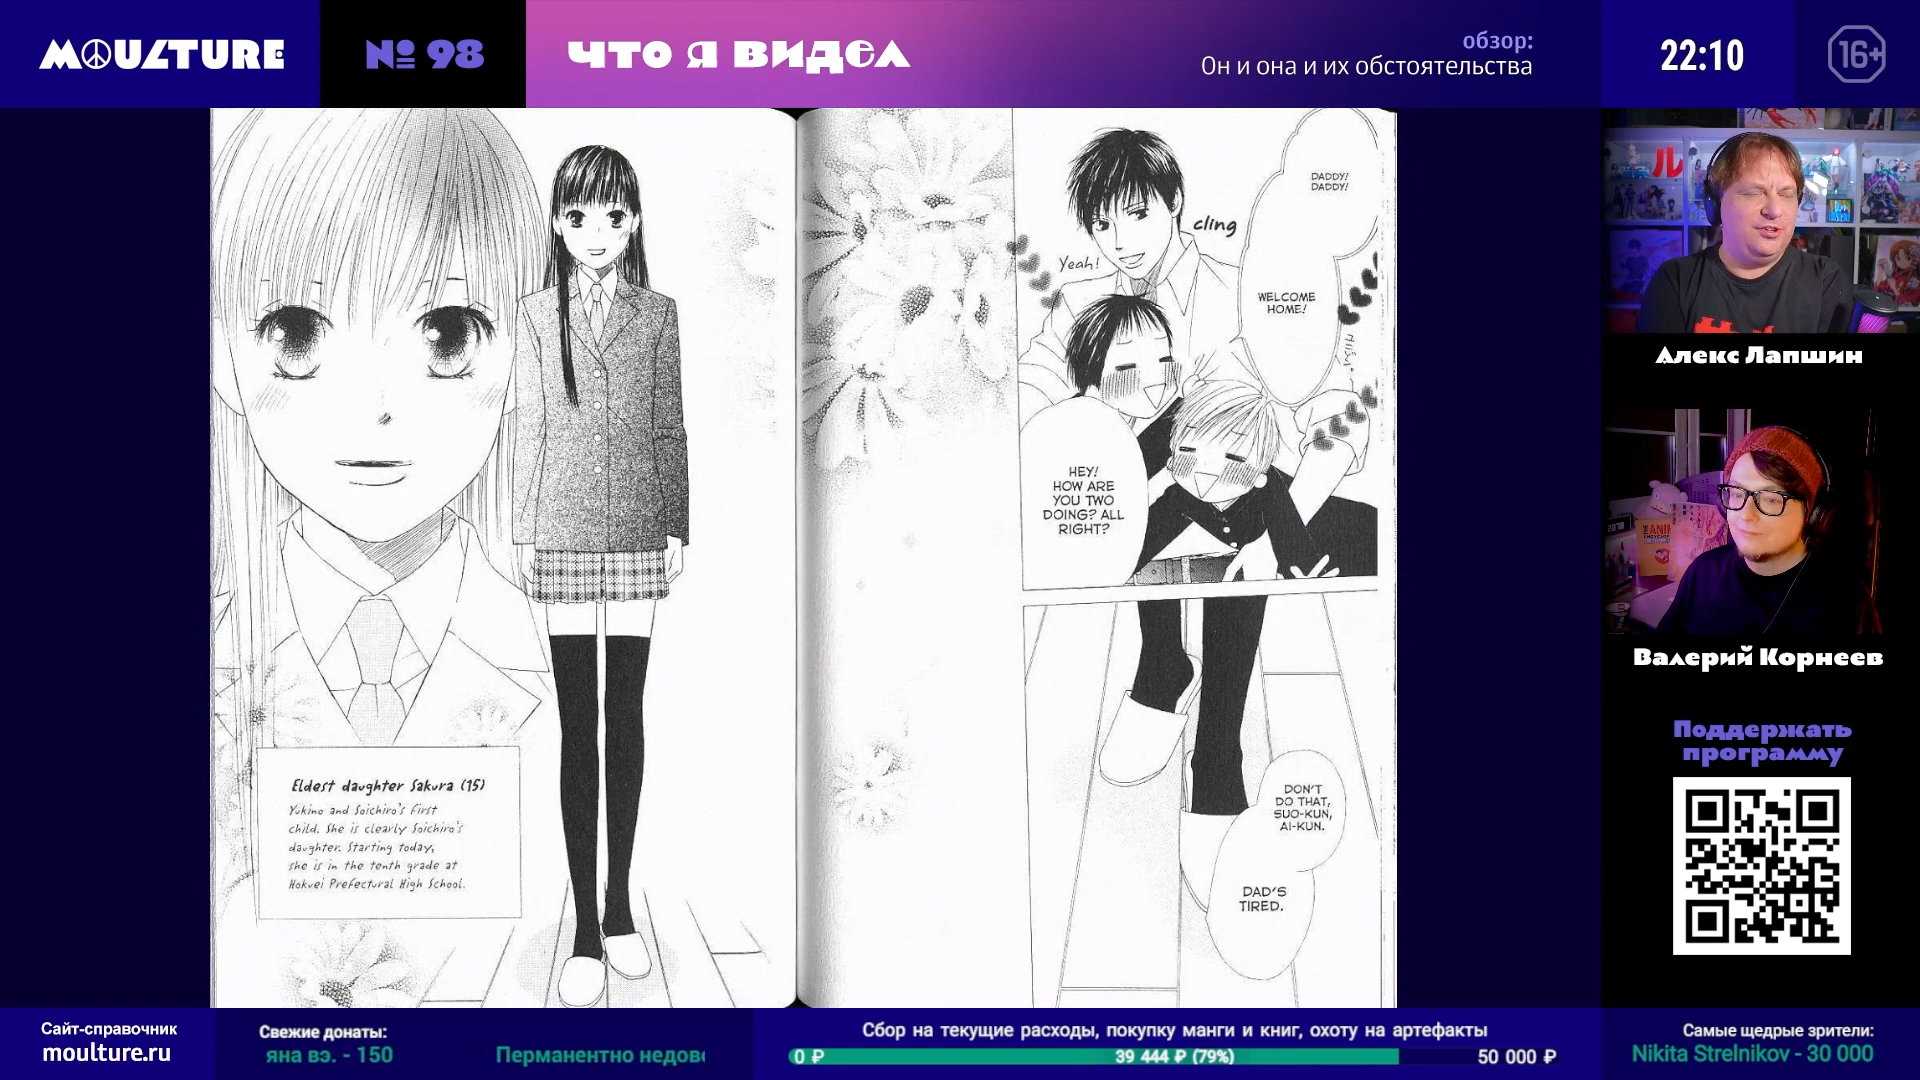 MOULTURE
№ 98
ЧТО Я ВИДЕЛ
обзор:
Он и она и их обстоятельства
22:10
16+
DADDY!
DADDY!
cling
Yeah!
WELCOME
HOME!
HEY!
HOW ARE
YOU TWO
DOING? ALL
RIGHT?
DON'T
DO THAT,
SUO-KUN,
AI-KUN.
DAD'S
TIRED.
Eldest daughter Sakura (15)
Yukino and Soichiro's first
child. She is clearly Soichiro's
daughter. Starting today,
she is in the tenth grade at
Hokuei Prefectural High School.
Алекс Лапшин
Валерий Корнеев
Поддержать
программу
Сайт-справочник
moulture.ru
Свежие донаты:
яна вэ. - 150
Перманентно недов
Сбор на текущие расходы, покупку манги и книг, охоту на артефакты
0 ₽
39 444 ₽ (79%)
50 000 ₽
Самые щедрые зрители:
Nikita Strelnikov - 30 000